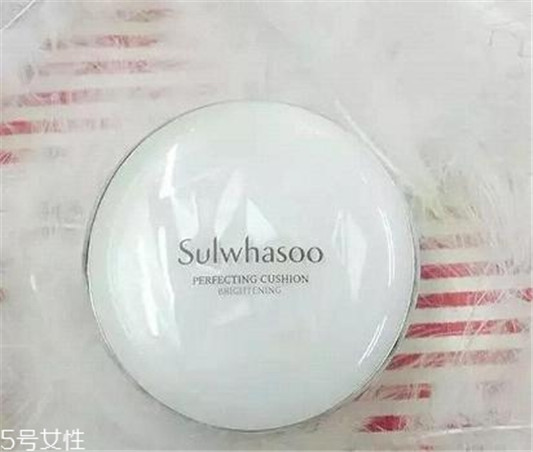 Sulwhasoo
PERFECTING CUSHION
BRIGHTENING
5号女性